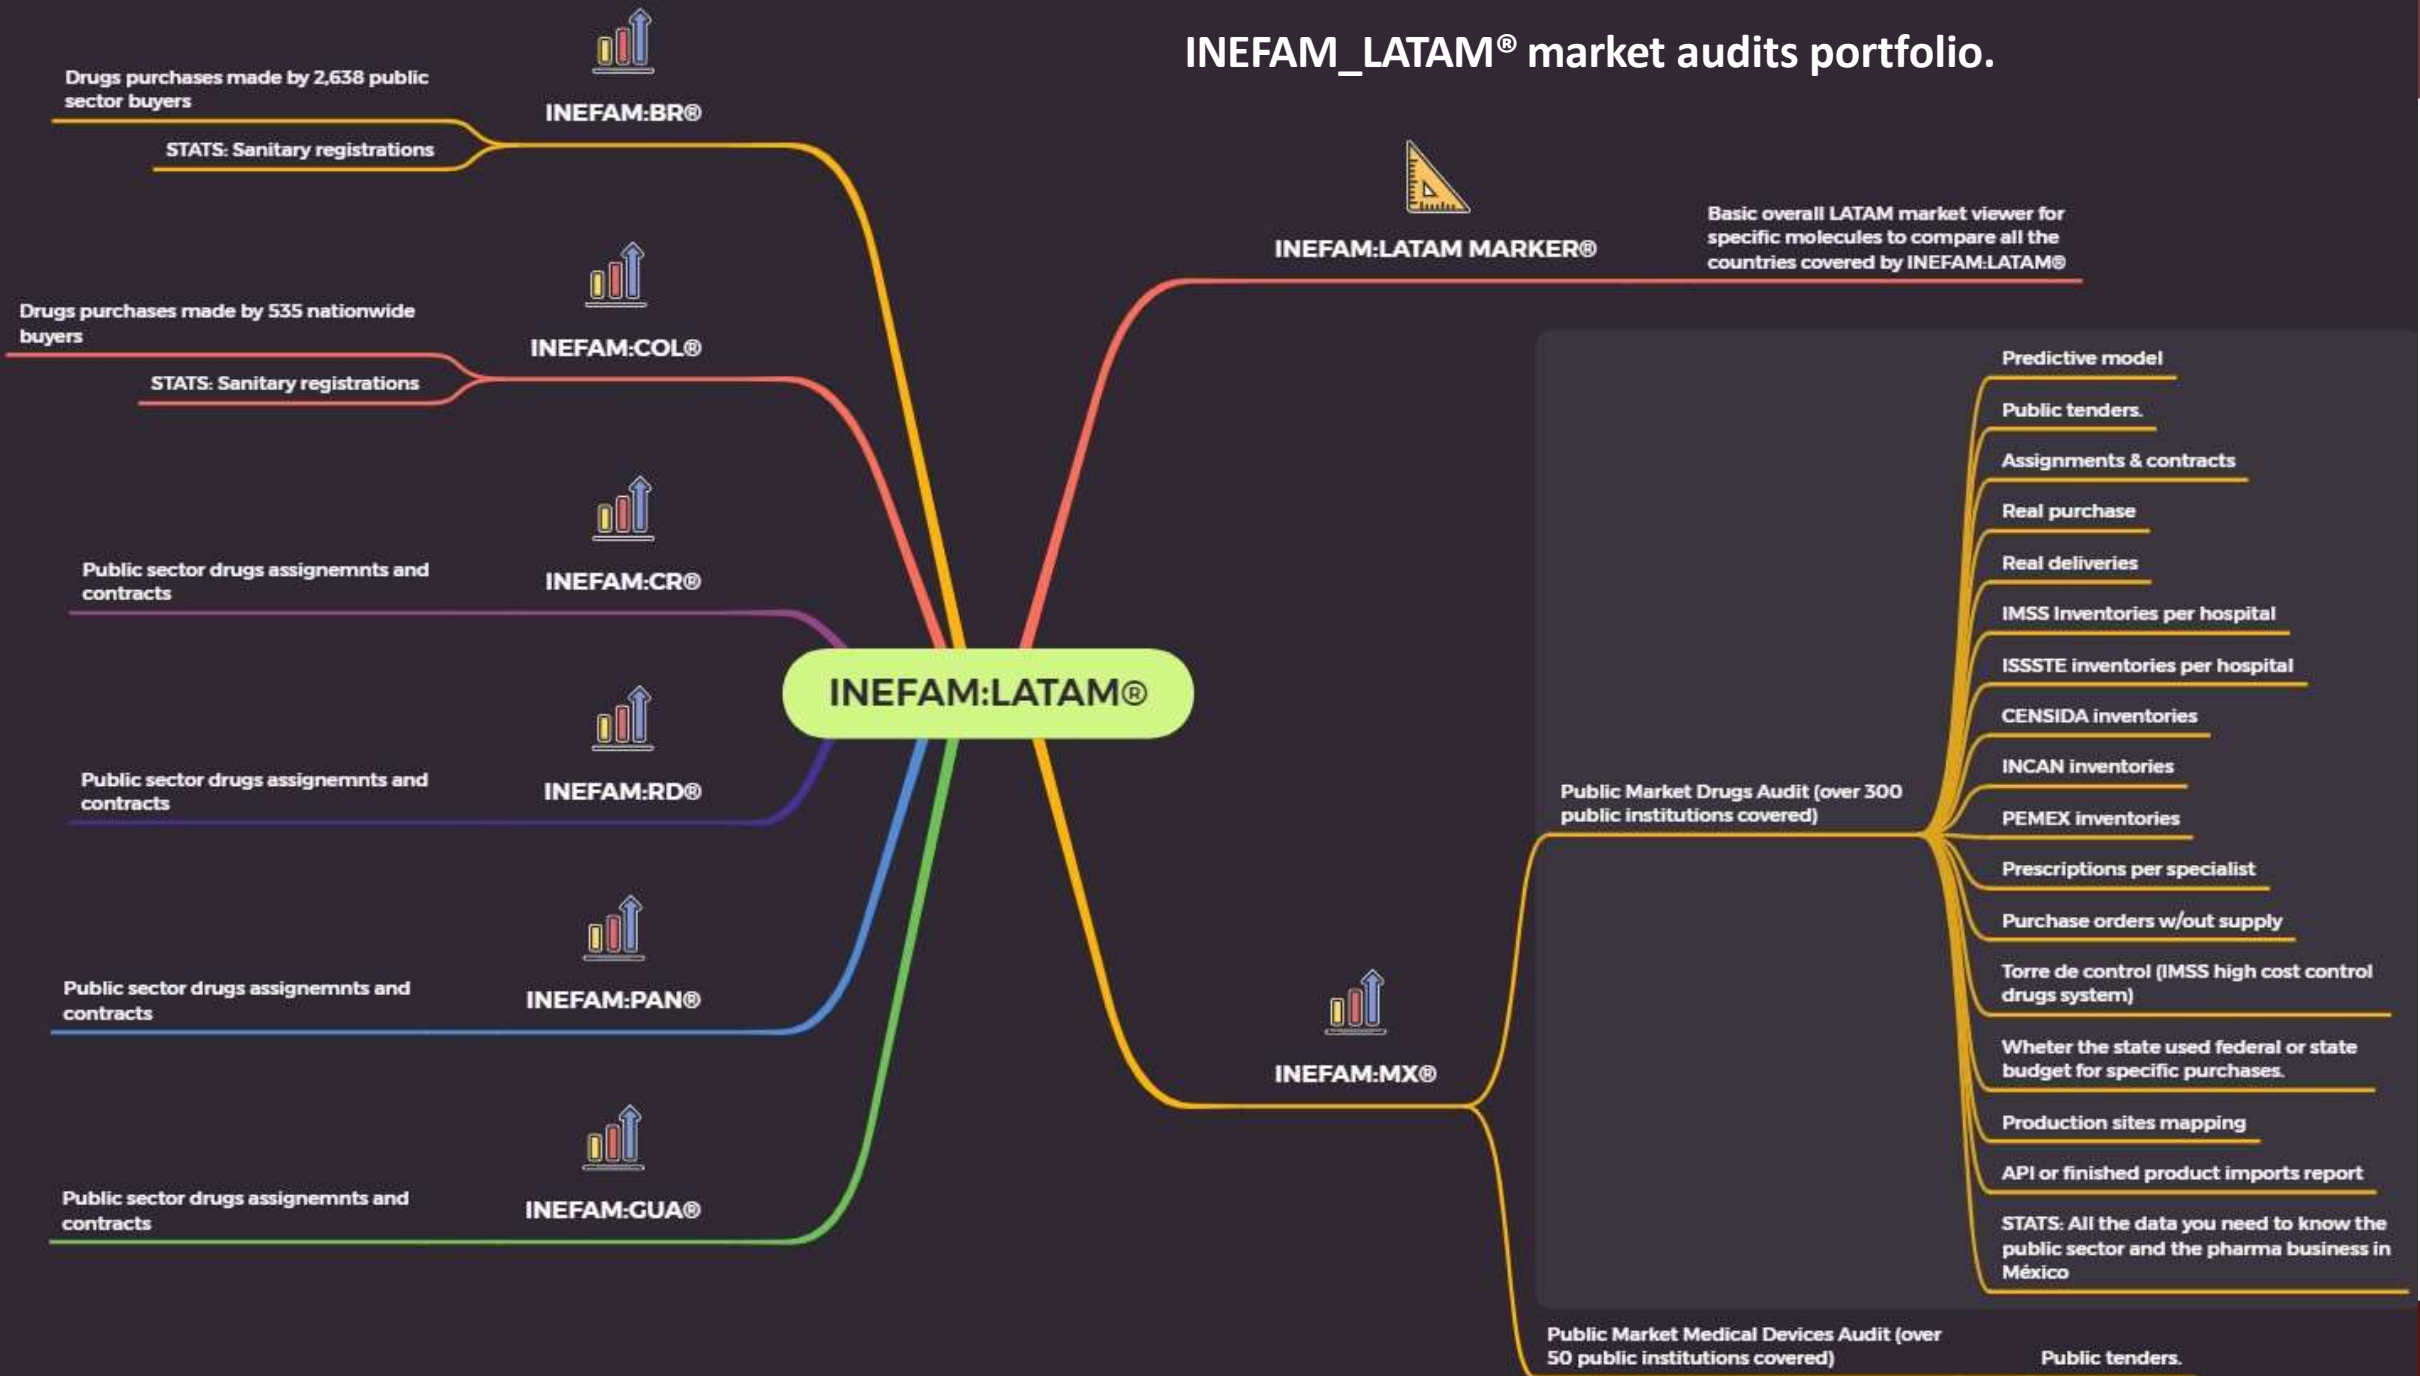 INEFAM_LATAM® market audits portfolio.
Drugs purchases made by 2,638 public
sector buyers
STATS: Sanitary registrations
INEFAM:BR®
Drugs purchases made by 535 nationwide
buyers
STATS: Sanitary registrations
INEFAM:COL®
Public sector drugs assignemnts and
contracts
INEFAM:CR®
Public sector drugs assignemnts and
contracts
INEFAM:RD®
Public sector drugs assignemnts and
contracts
INEFAM:PAN®
Public sector drugs assignemnts and
contracts
INEFAM:GUA®
INEFAM:LATAM®
INEFAM:LATAM MARKER®
Basic overall LATAM market viewer for
specific molecules to compare all the
countries covered by INEFAM:LATAM®
INEFAM:MX®
Public Market Drugs Audit (over 300
public institutions covered)
Predictive model
Public tenders.
Assignments & contracts
Real purchase
Real deliveries
IMSS Inventories per hospital
ISSSTE inventories per hospital
CENSIDA inventories
INCAN inventories
PEMEX inventories
Prescriptions per specialist
Purchase orders w/out supply
Torre de control (IMSS high cost control
drugs system)
Wheter the state used federal or state
budget for specific purchases.
Production sites mapping
API or finished product imports report
STATS: All the data you need to know the
public sector and the pharma business in
México
Public Market Medical Devices Audit (over
50 public institutions covered)
Public tenders.